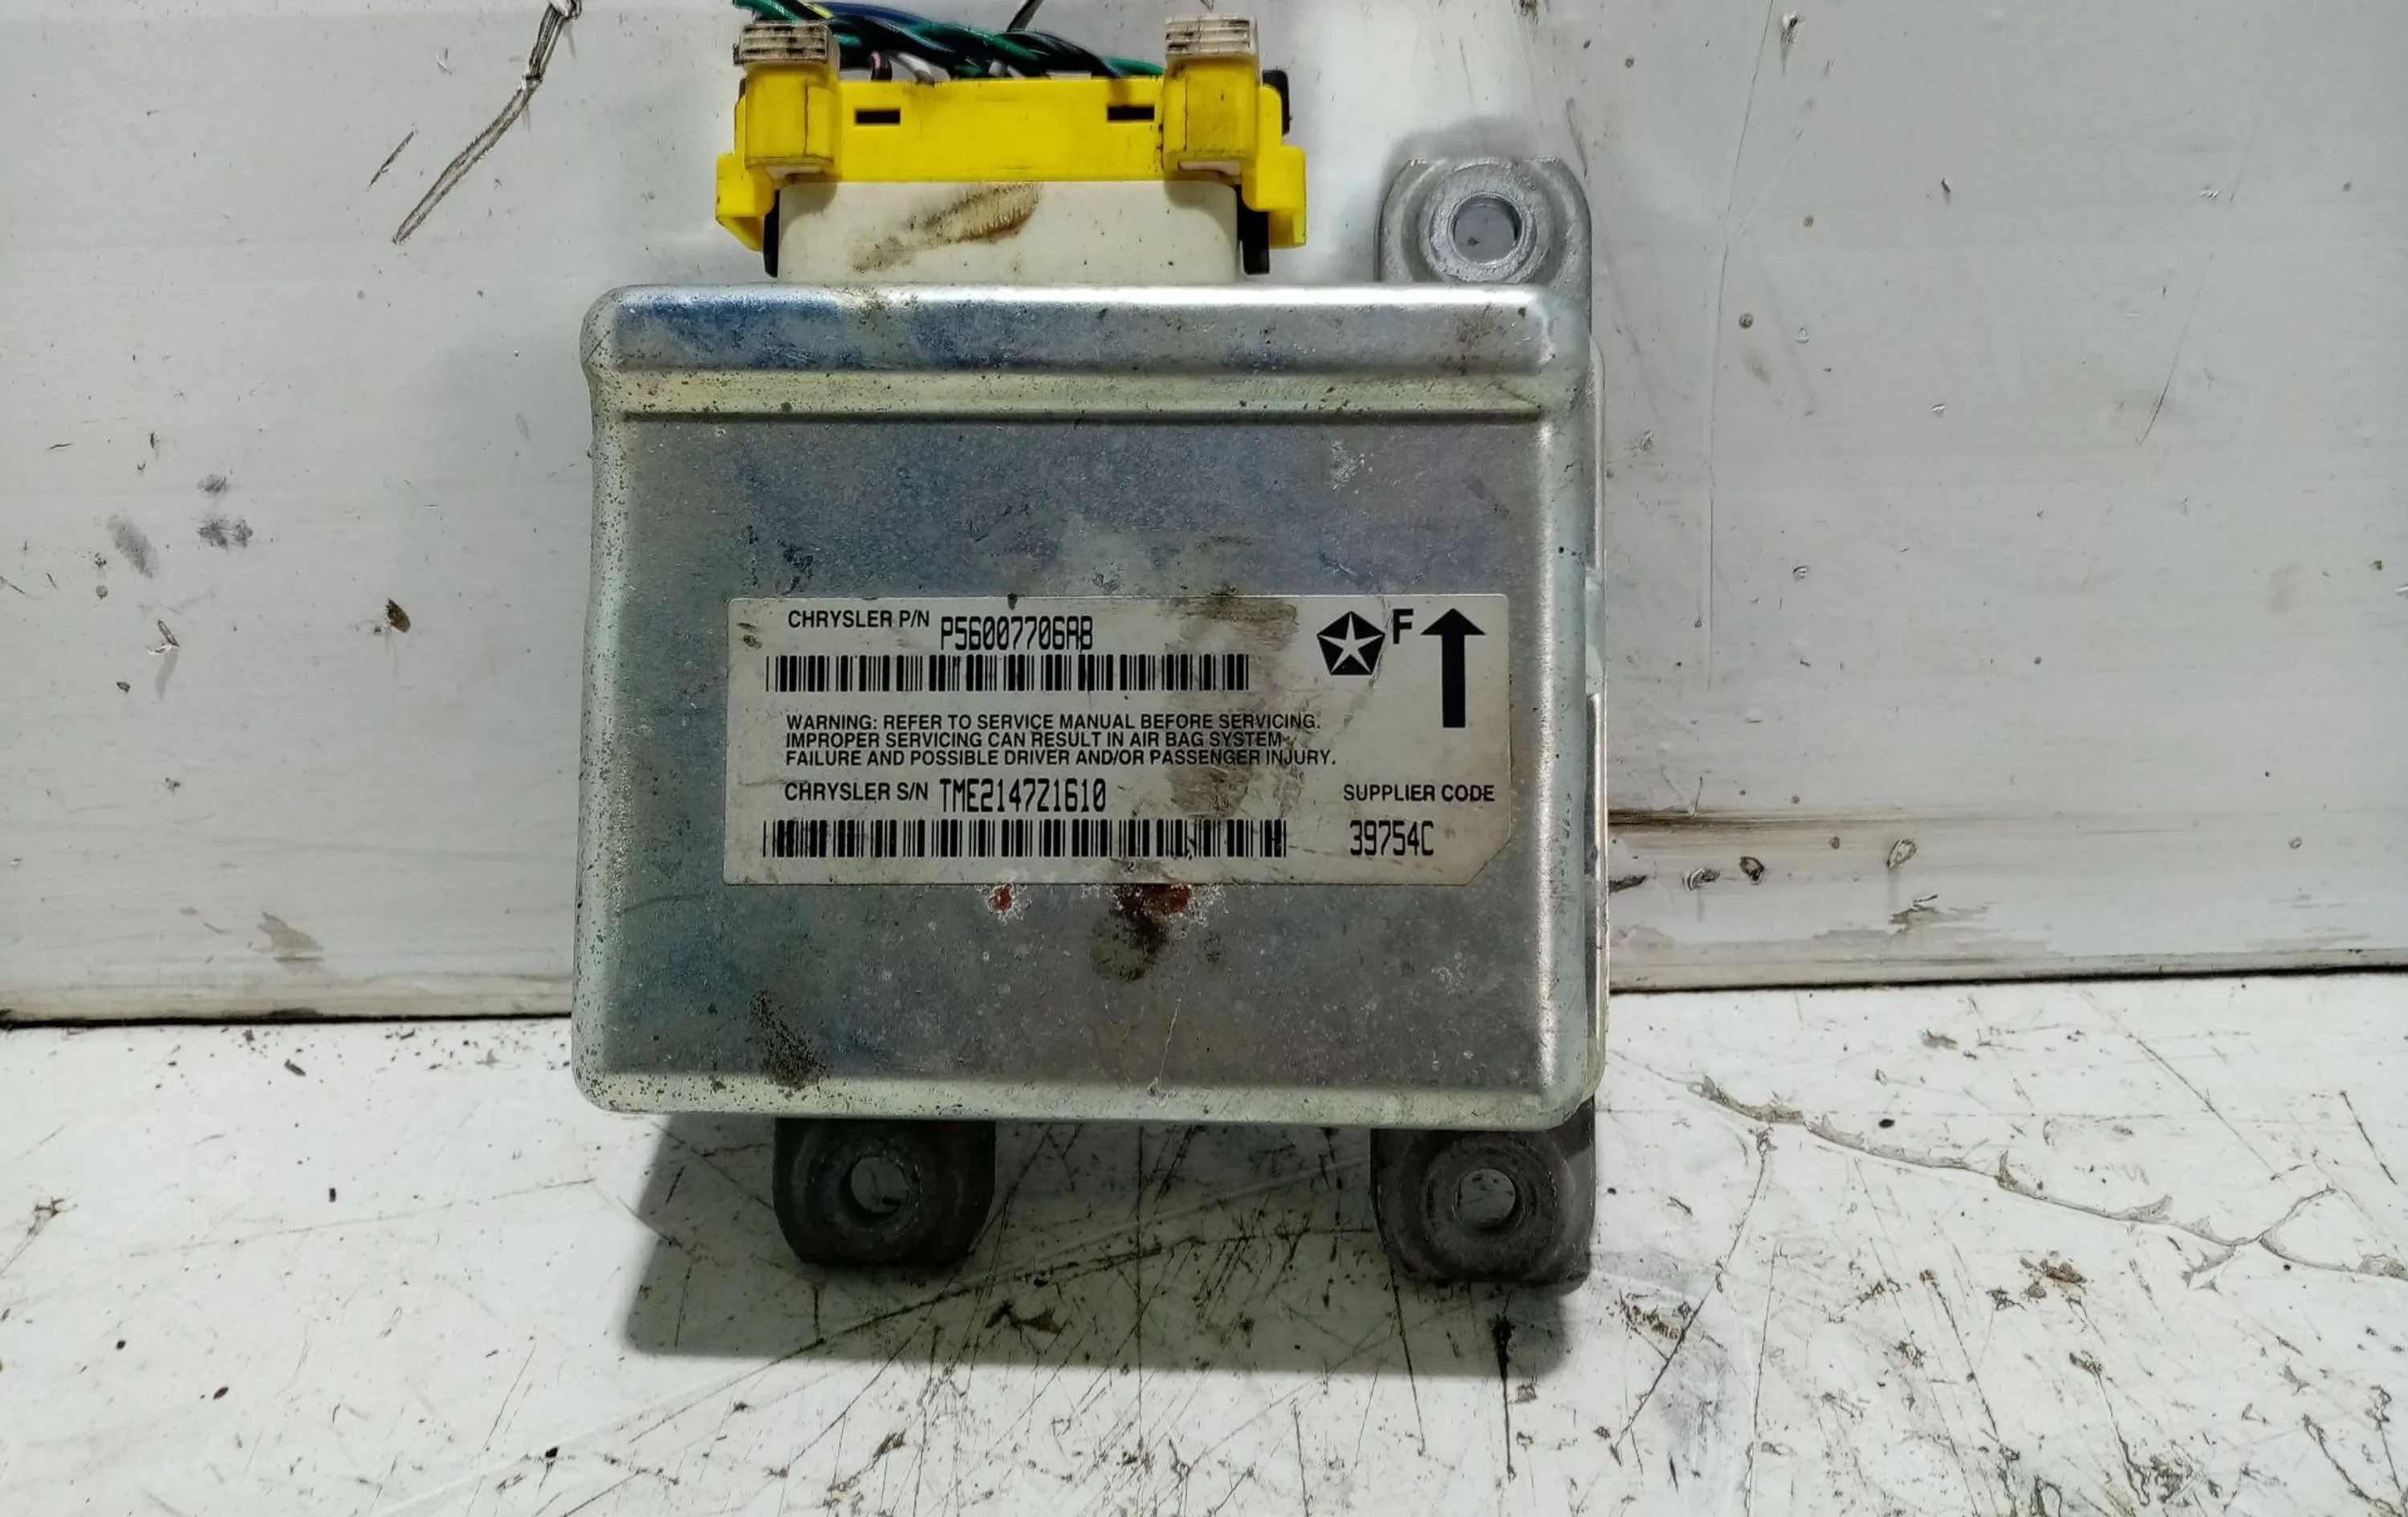 CHRYSLER P/N P56007706AB
F
WARNING: REFER TO SERVICE MANUAL BEFORE SERVICING.
IMPROPER SERVICING CAN RESULT IN AIR BAG SYSTEM
FAILURE AND POSSIBLE DRIVER AND/OR PASSENGER INJURY.
CHRYSLER S/N TME2147Z1610
SUPPLIER CODE
39754C